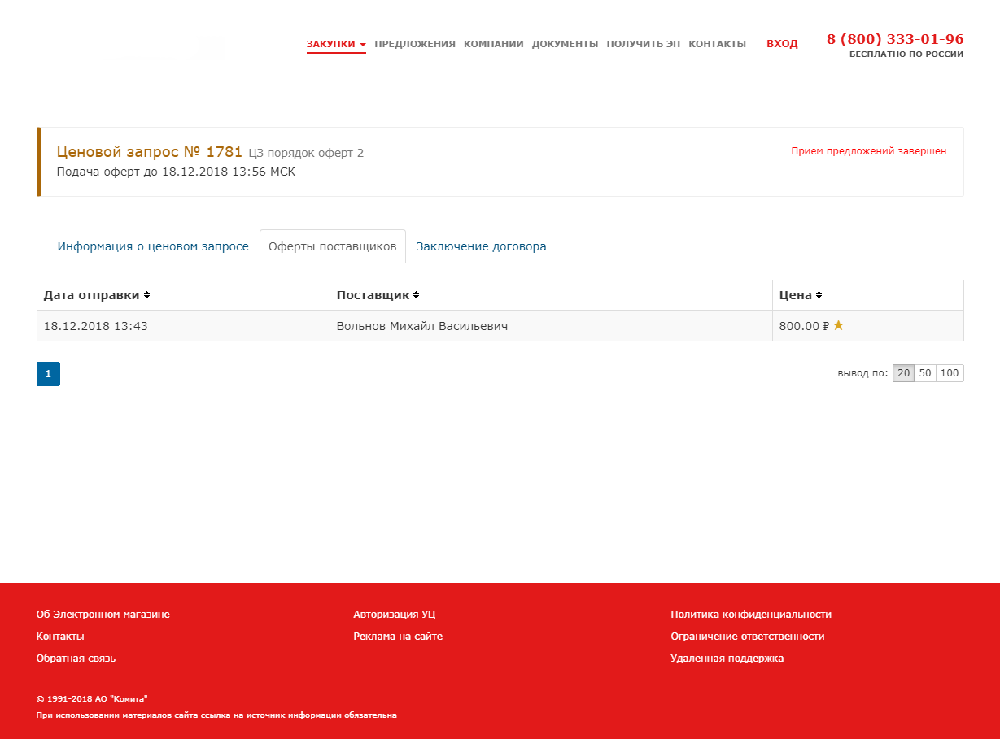 ЗАКУПКИ ПРЕДЛОЖЕНИЯ КОМПАНИИ ДОКУМЕНТЫ ПОЛУЧИТЬ ЭП КОНТАКТЫ ВХОД 8 (800) 333-01-96
БЕСПЛАТНО ПО РОССИИ
Ценовой запрос № 1781 ЦЗ порядок оферт 2 Прием предложений завершен
Подача оферт до 18.12.2018 13:56 МСК
Информация о ценовом запросе Оферты поставщиков Заключение договора
Дата отправки Поставщик Цена
18.12.2018 13:43 Вольнов Михайл Васильевич 800.00 ₽
1 вывод по: 20 50 100
Об Электронном магазине Авторизация УЦ Политика конфиденциальности
Контакты Реклама на сайте Ограничение ответственности
Обратная связь Удаленная поддержка
© 1991-2018 АО "Комита"
При использовании материалов сайта ссылка на источник информации обязательна